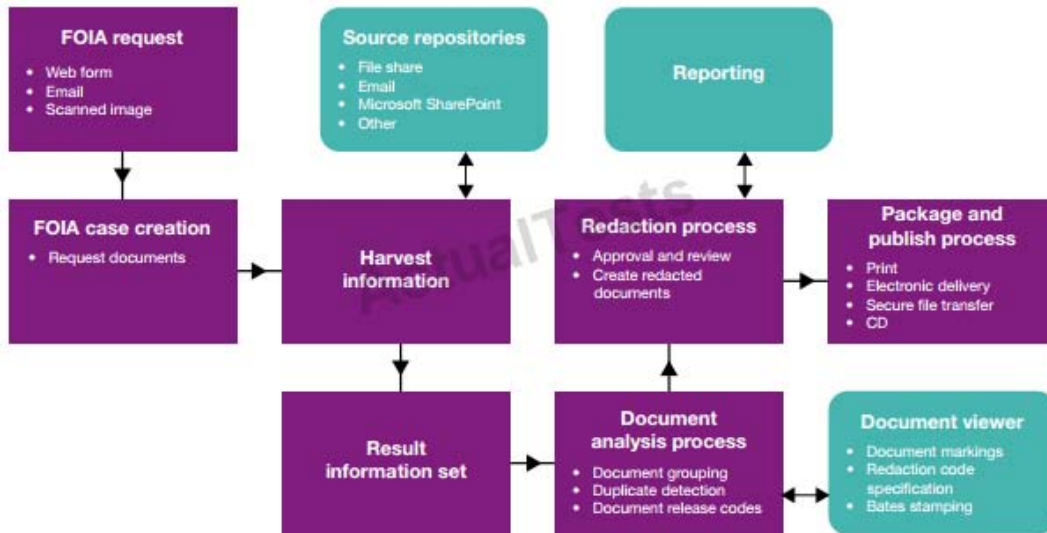 FOIA request
• Web form
• Email
• Scanned image
Source repositories
• File share
• Email
• Microsoft SharePoint
• Other
Reporting
FOIA case creation
• Request documents
Harvest
information
Redaction process
• Approval and review
• Create redacted
documents
Package and
publish process
• Print
• Electronic delivery
• Secure file transfer
• CD
Result
information set
Document
analysis process
• Document grouping
• Duplicate detection
• Document release codes
Document viewer
• Document markings
• Redaction code
specification
• Bates stamping
ActualTests